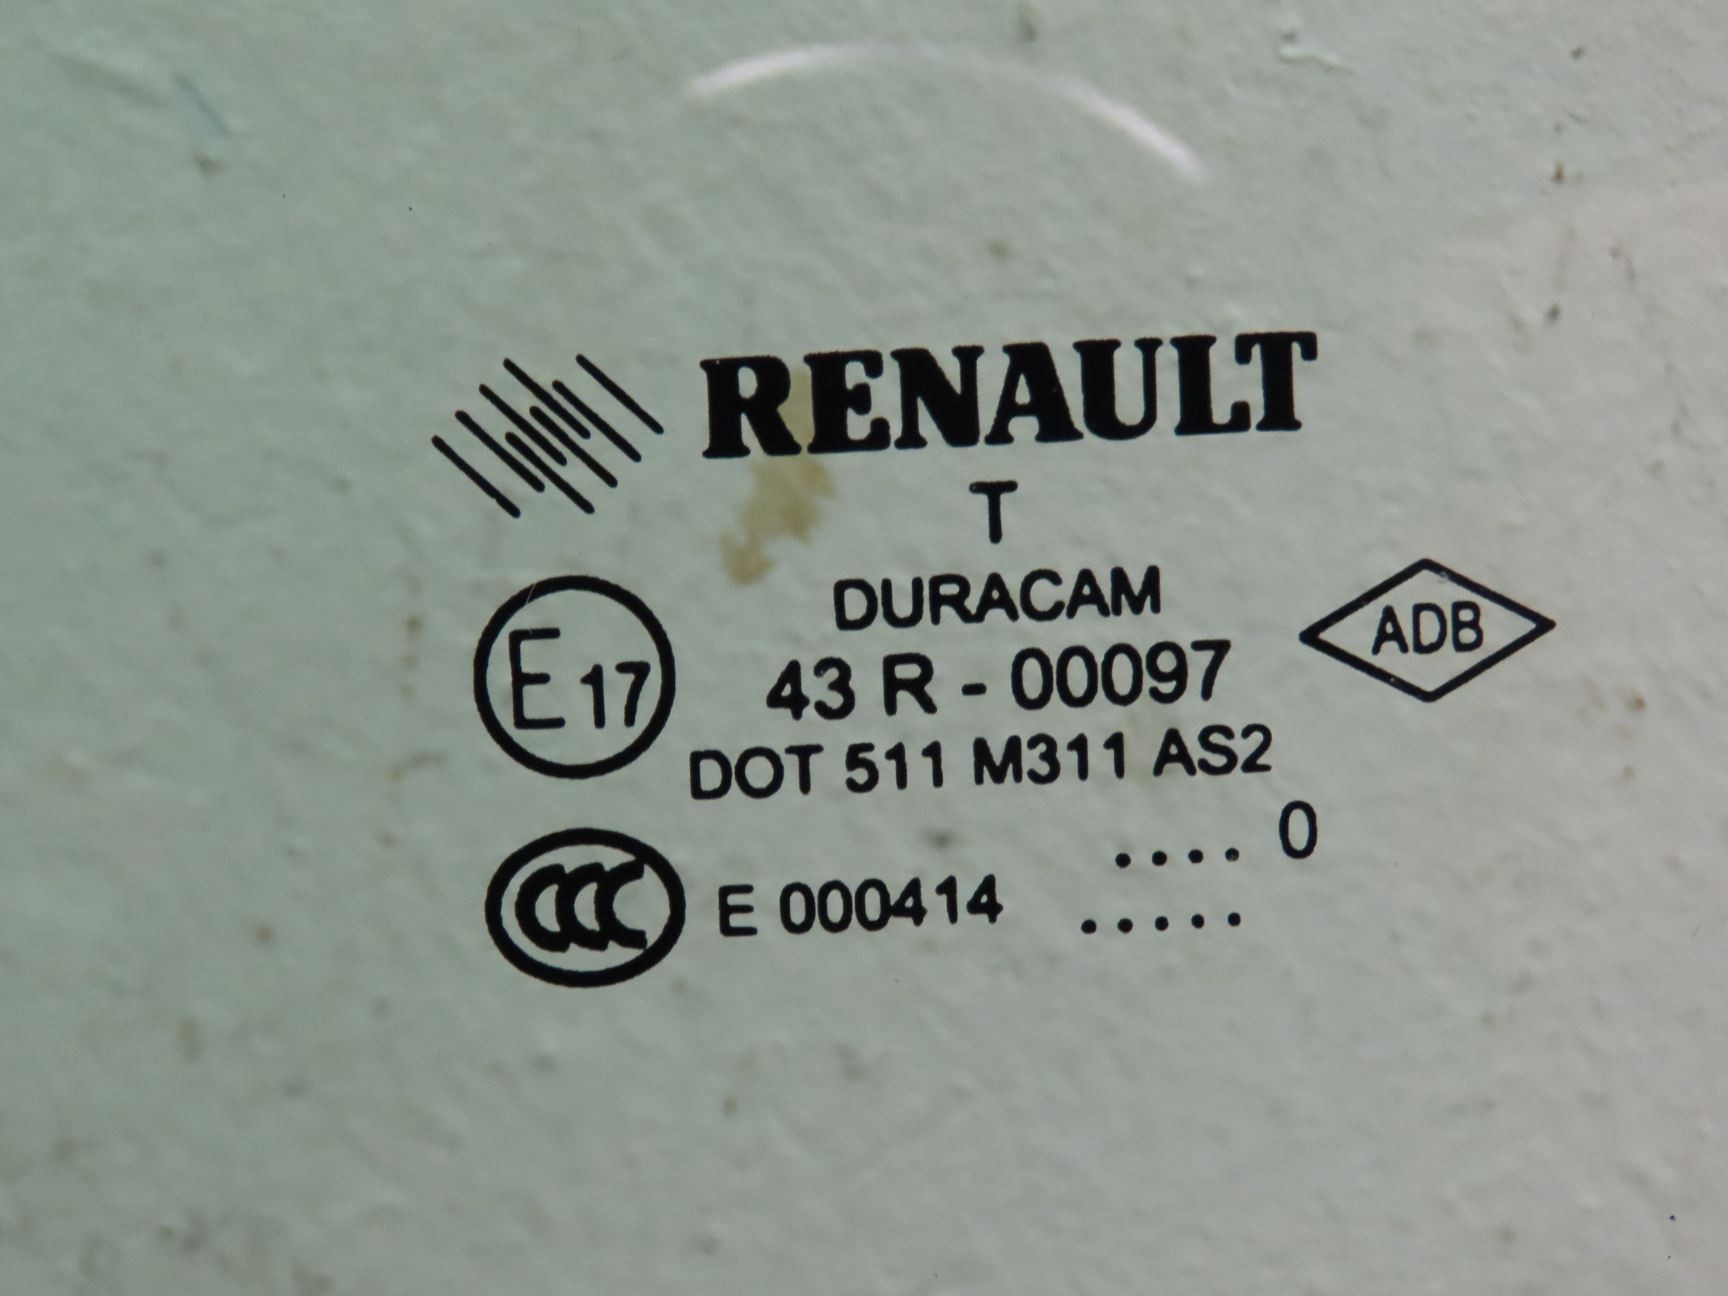 RENAULT
T
DURACAM
E17
43 R - 00097
ADB
DOT 511 M311 AS2
.... 0
CCC E 000414 .....